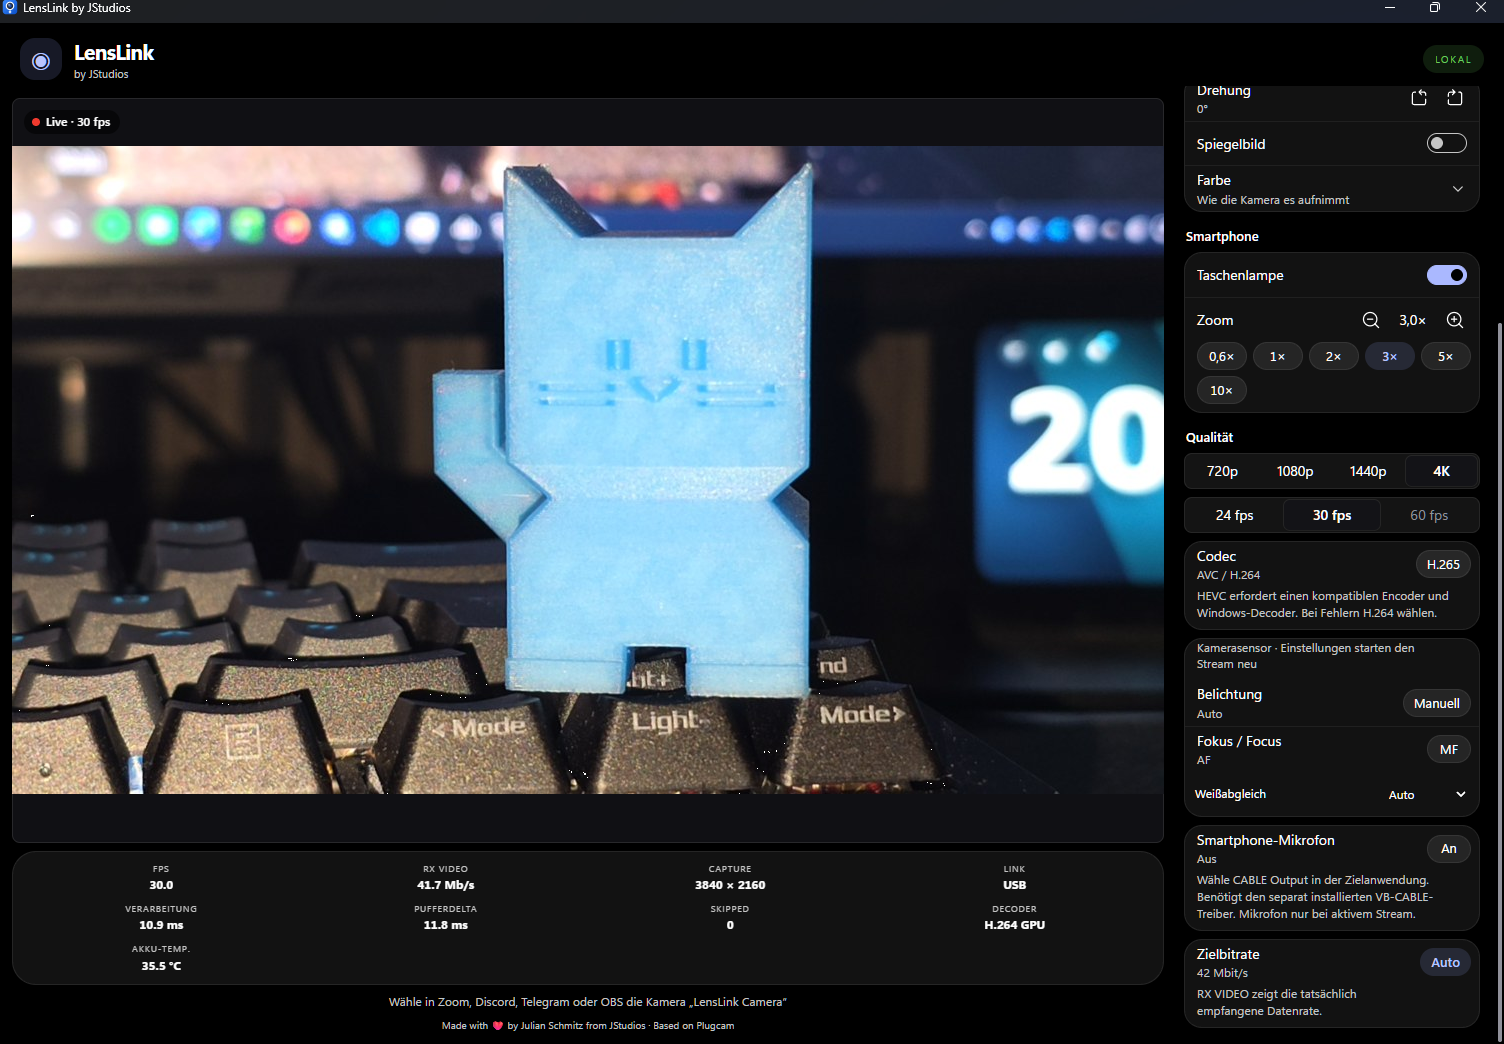 LensLink by JStudios
LensLink
by JStudios
LOKAL
Live · 30 fps
20
nd
ht+
< Mode
Light-
Mode>
Drehung
0°
Spiegelbild
Farbe
Wie die Kamera es aufnimmt
Smartphone
Taschenlampe
Zoom
3,0×
0,6× 1× 2× 3× 5×
10×
Qualität
720p 1080p 1440p 4K
24 fps 30 fps 60 fps
Codec
AVC / H.264
H.265
HEVC erfordert einen kompatiblen Encoder und
Windows-Decoder. Bei Fehlern H.264 wählen.
Kamerasensor · Einstellungen starten den
Stream neu
Belichtung
Auto
Manuell
Fokus / Focus
AF
MF
Weißabgleich Auto
Smartphone-Mikrofon
Aus
An
Wähle CABLE Output in der Zielanwendung.
Benötigt den separat installierten VB-CABLE-
Treiber. Mikrofon nur bei aktivem Stream.
Zielbitrate
42 Mbit/s
Auto
RX VIDEO zeigt die tatsächlich
empfangene Datenrate.
FPS RX VIDEO CAPTURE LINK
30.0 41.7 Mb/s 3840 × 2160 USB
VERARBEITUNG PUFFERDELTA SKIPPED DECODER
10.9 ms 11.8 ms 0 H.264 GPU
AKKU-TEMP.
35.5 °C
Wähle in Zoom, Discord, Telegram oder OBS die Kamera „LensLink Camera“
Made with 💖 by Julian Schmitz from JStudios · Based on Plugcam